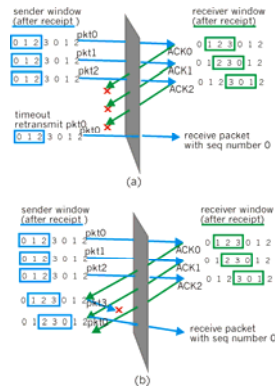 sender window
(after receipt)
receiver window
(after receipt)
0 1 2 3 0 1 2
pkt0
0 1 2 3 0 1 2
pkt1
0 1 2 3 0 1 2
pkt2
ACK0
0 1 2 3 0 1 2
ACK1
0 1 2 3 0 1 2
ACK2
0 1 2 3 0 1 2
timeout
retransmit pkt0
0 1 2 3 0 1 2
pkt0
receive packet
with seq number 0
(a)
sender window
(after receipt)
receiver window
(after receipt)
0 1 2 3 0 1 2
pkt0
0 1 2 3 0 1 2
pkt1
0 1 2 3 0 1 2
pkt2
ACK0
0 1 2 3 0 1 2
ACK1
0 1 2 3 0 1 2
ACK2
0 1 2 3 0 1 2
0 1 2 3 0 1 2
pkt3
0 1 2 3 0 1 2
pkt0
receive packet
with seq number 0
(b)